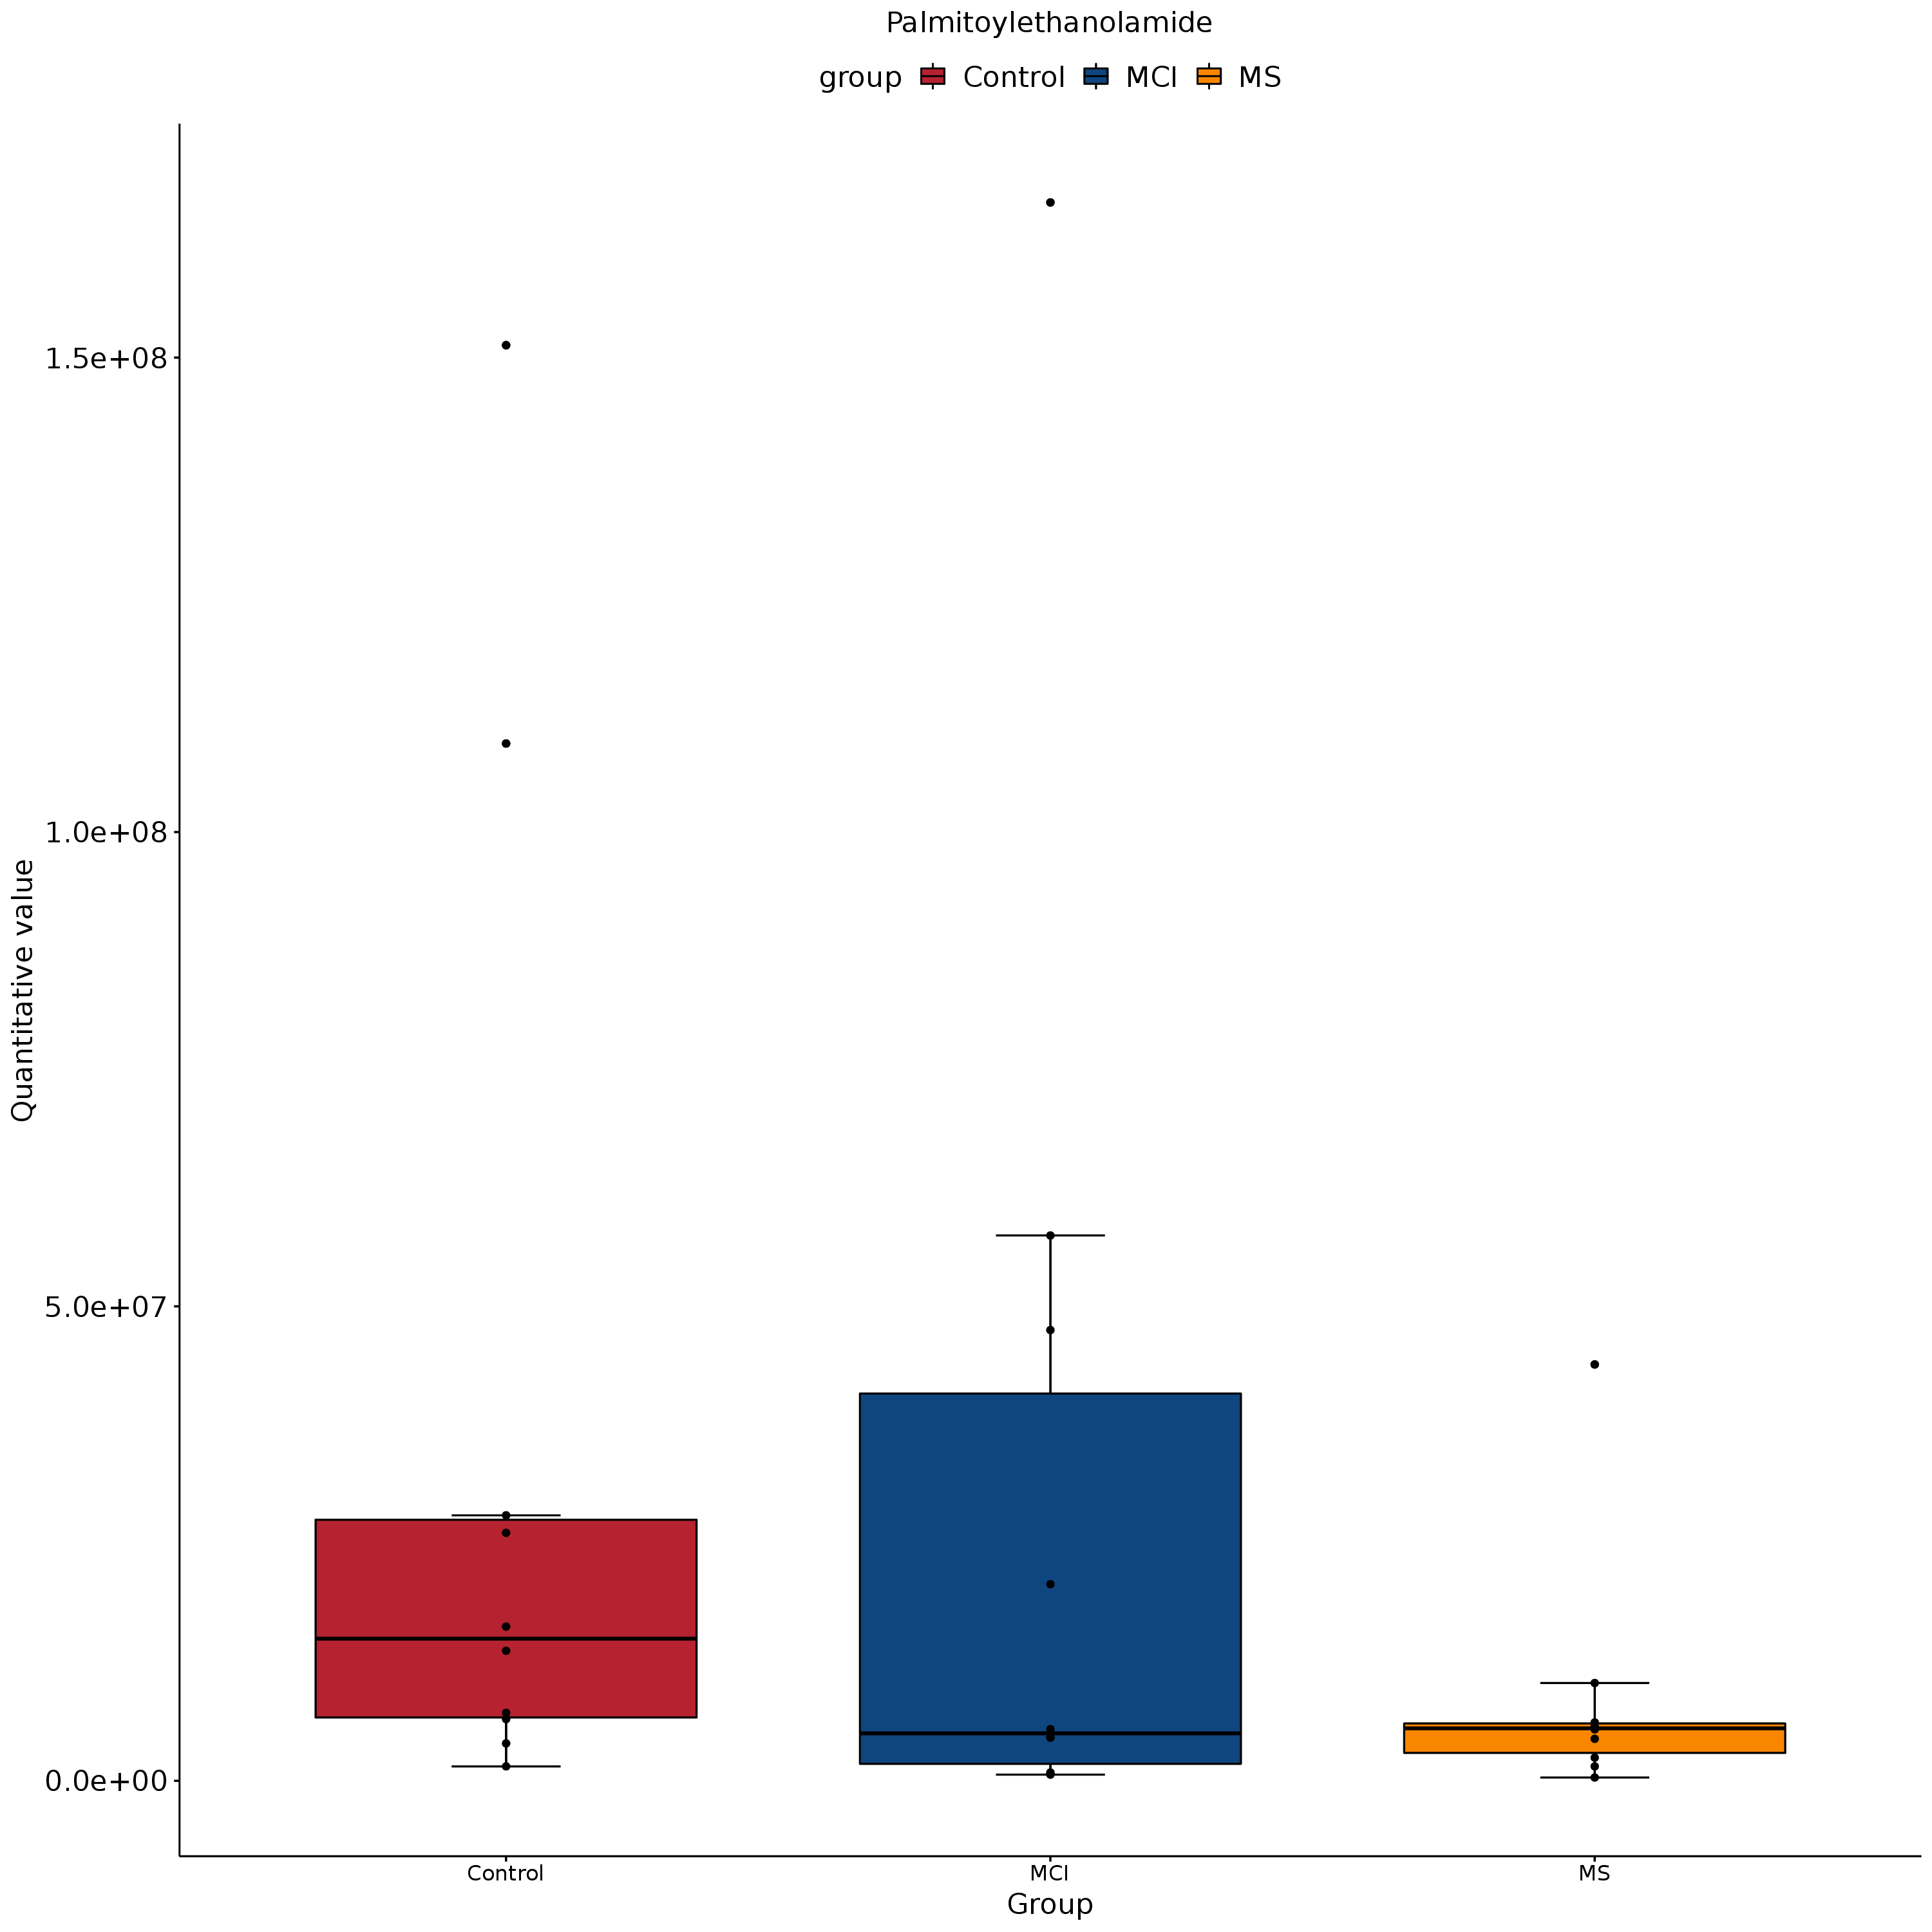 Palmitoylethanolamide
group Control MCI MS
Quantitative value
1.5e+08
1.0e+08
5.0e+07
0.0e+00
Control MCI MS
Group